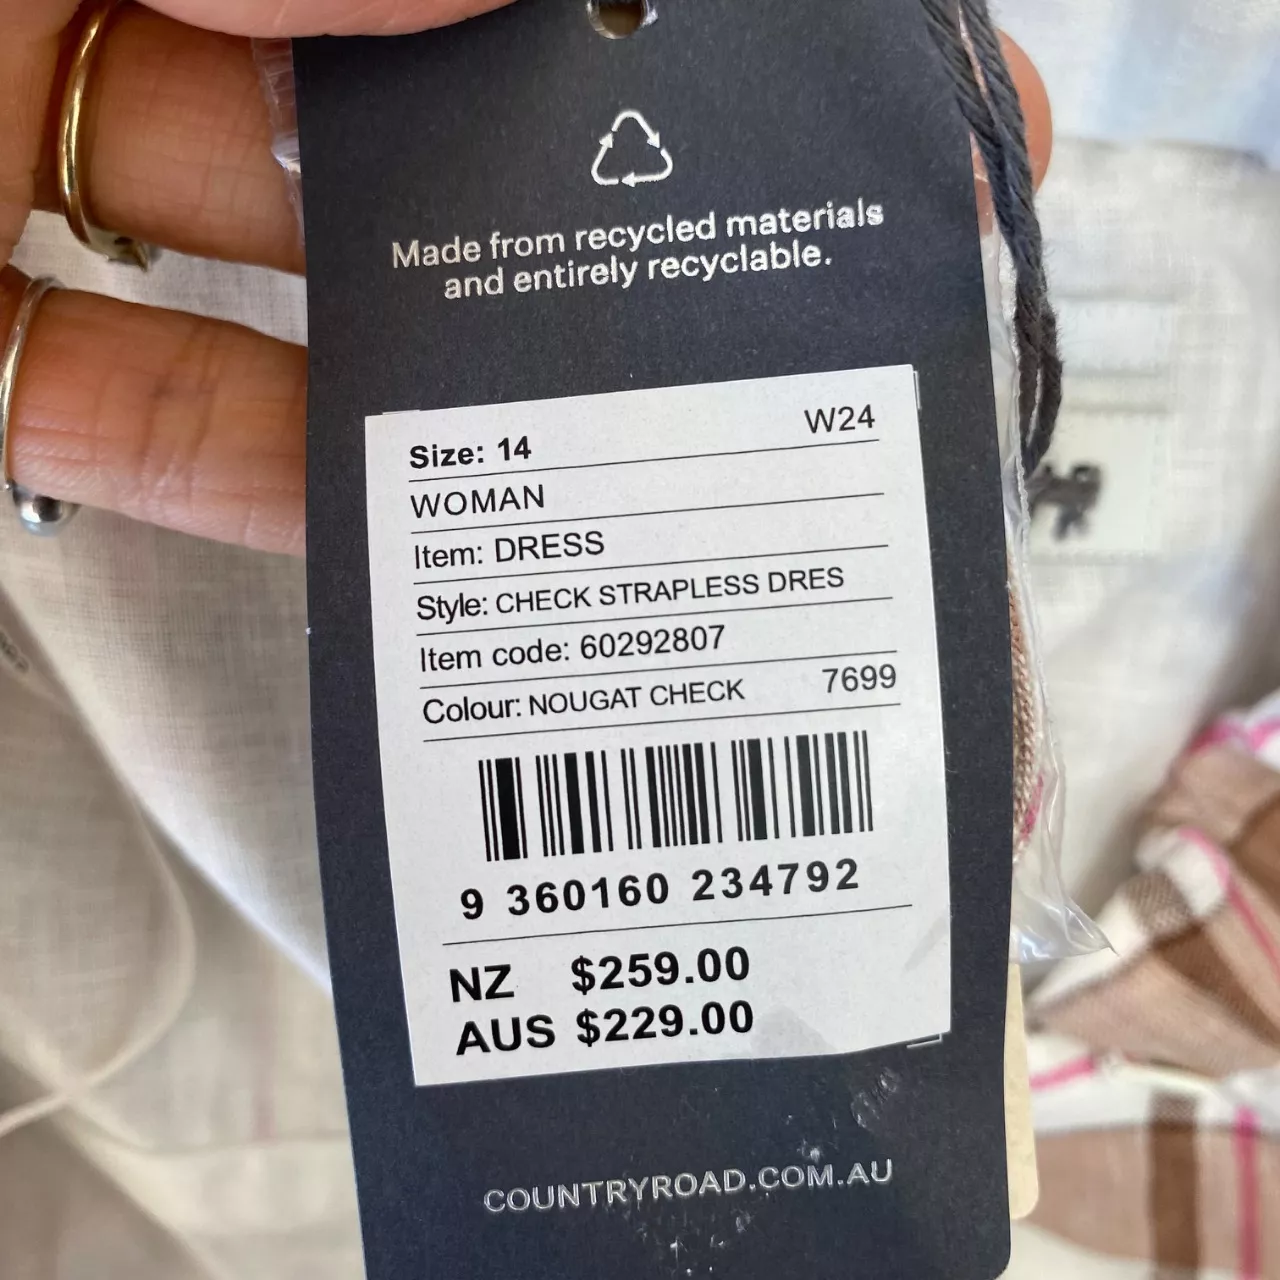 Made from recycled materials
and entirely recyclable.
Size: 14 W24
WOMAN
Item: DRESS
Style: CHECK STRAPLESS DRES
Item code: 60292807
Colour: NOUGAT CHECK 7699
9 360160 234792
NZ $259.00
AUS $229.00
COUNTRYROAD.COM.AU